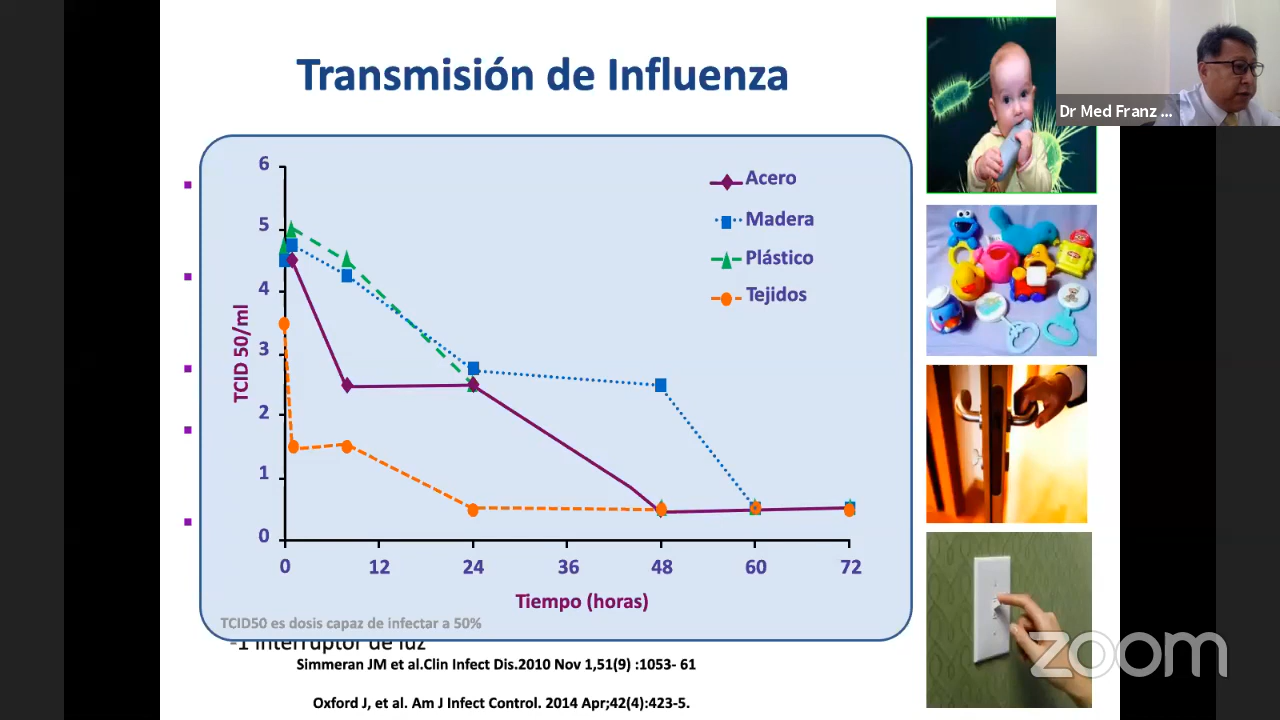 Transmisión de Influenza
Dr Med Franz ...
6
5
4
3
2
1
0
TCID 50/ml
Acero
Madera
Plástico
Tejidos
0 12 24 36 48 60 72
Tiempo (horas)
TCID50 es dosis capaz de infectar a 50%
-1 interruptor de luz
Simmeran JM et al.Clin Infect Dis.2010 Nov 1,51(9) :1053- 61
Oxford J, et al. Am J Infect Control. 2014 Apr;42(4):423-5.
zoom